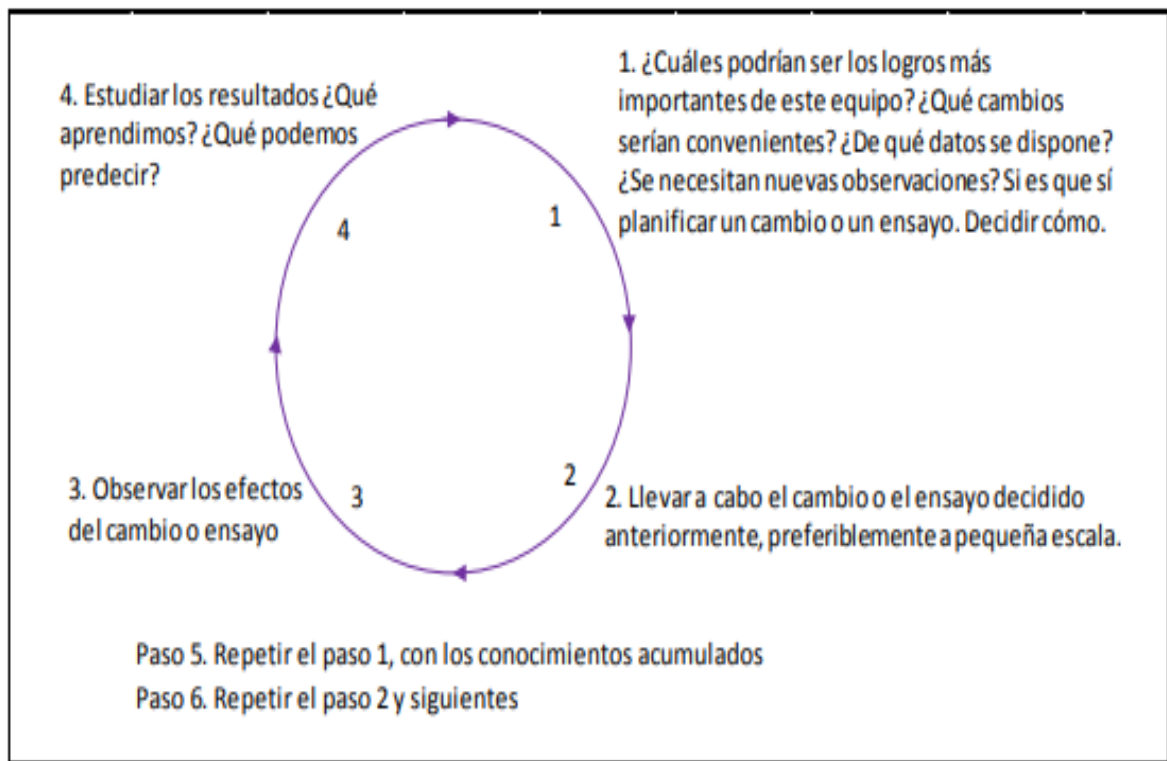 1. ¿Cuáles podrían ser los logros más
importantes de este equipo? ¿Qué cambios
serían convenientes? ¿De qué datos se dispone?
¿Se necesitan nuevas observaciones? Si es que sí
planificar un cambio o un ensayo. Decidir cómo.
4. Estudiar los resultados ¿Qué
aprendimos? ¿Qué podemos
predecir?
4
1
3. Observar los efectos
del cambio o ensayo
3
2
2. Llevar a cabo el cambio o el ensayo decidido
anteriormente, preferiblemente a pequeña escala.
Paso 5. Repetir el paso 1, con los conocimientos acumulados
Paso 6. Repetir el paso 2 y siguientes